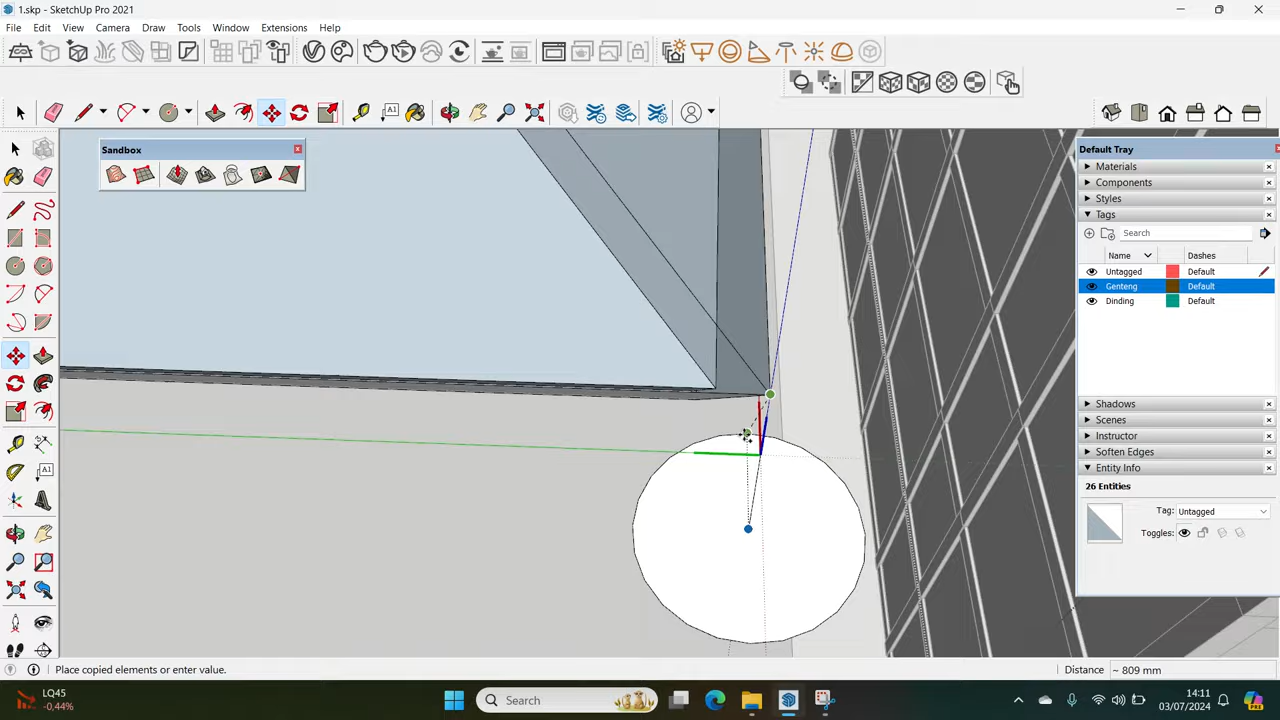 1.skp - SketchUp Pro 2021
File Edit View Camera Draw Tools Window Extensions Help
Sandbox
Default Tray
Materials
Components
Styles
Tags
Search
Name Dashes
Untagged Default
Genteng Default
Dinding Default
Shadows
Scenes
Instructor
Soften Edges
Entity Info
26 Entities
Tag: Untagged
Toggles:
Place copied elements or enter value.
Distance ~ 809 mm
LQ45
-0,44%
Search
14:11
03/07/2024